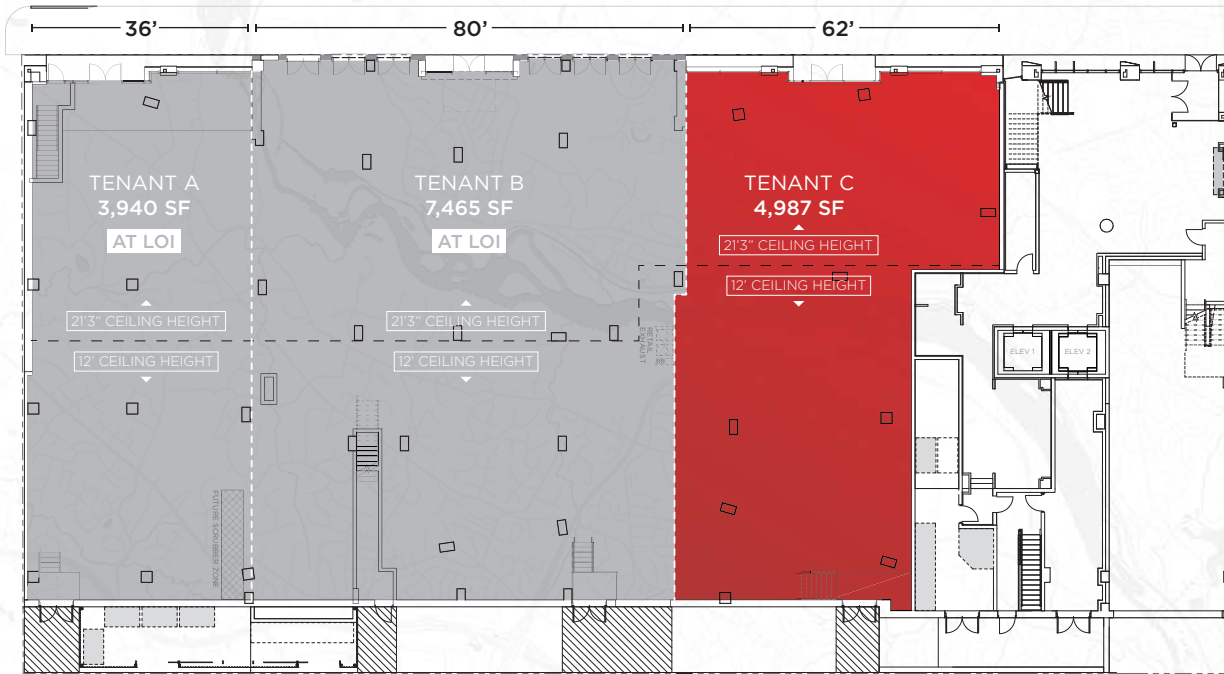 36’
80’
62’
TENANT A
3,940 SF
AT LOI
21'3" CEILING HEIGHT
12' CEILING HEIGHT
FUTURE SCRUBBER ZONE
TENANT B
7,465 SF
AT LOI
21'3" CEILING HEIGHT
12' CEILING HEIGHT
RETAIL
EXHAUST
TENANT C
4,987 SF
21'3" CEILING HEIGHT
12' CEILING HEIGHT
ELEV 1
ELEV 2